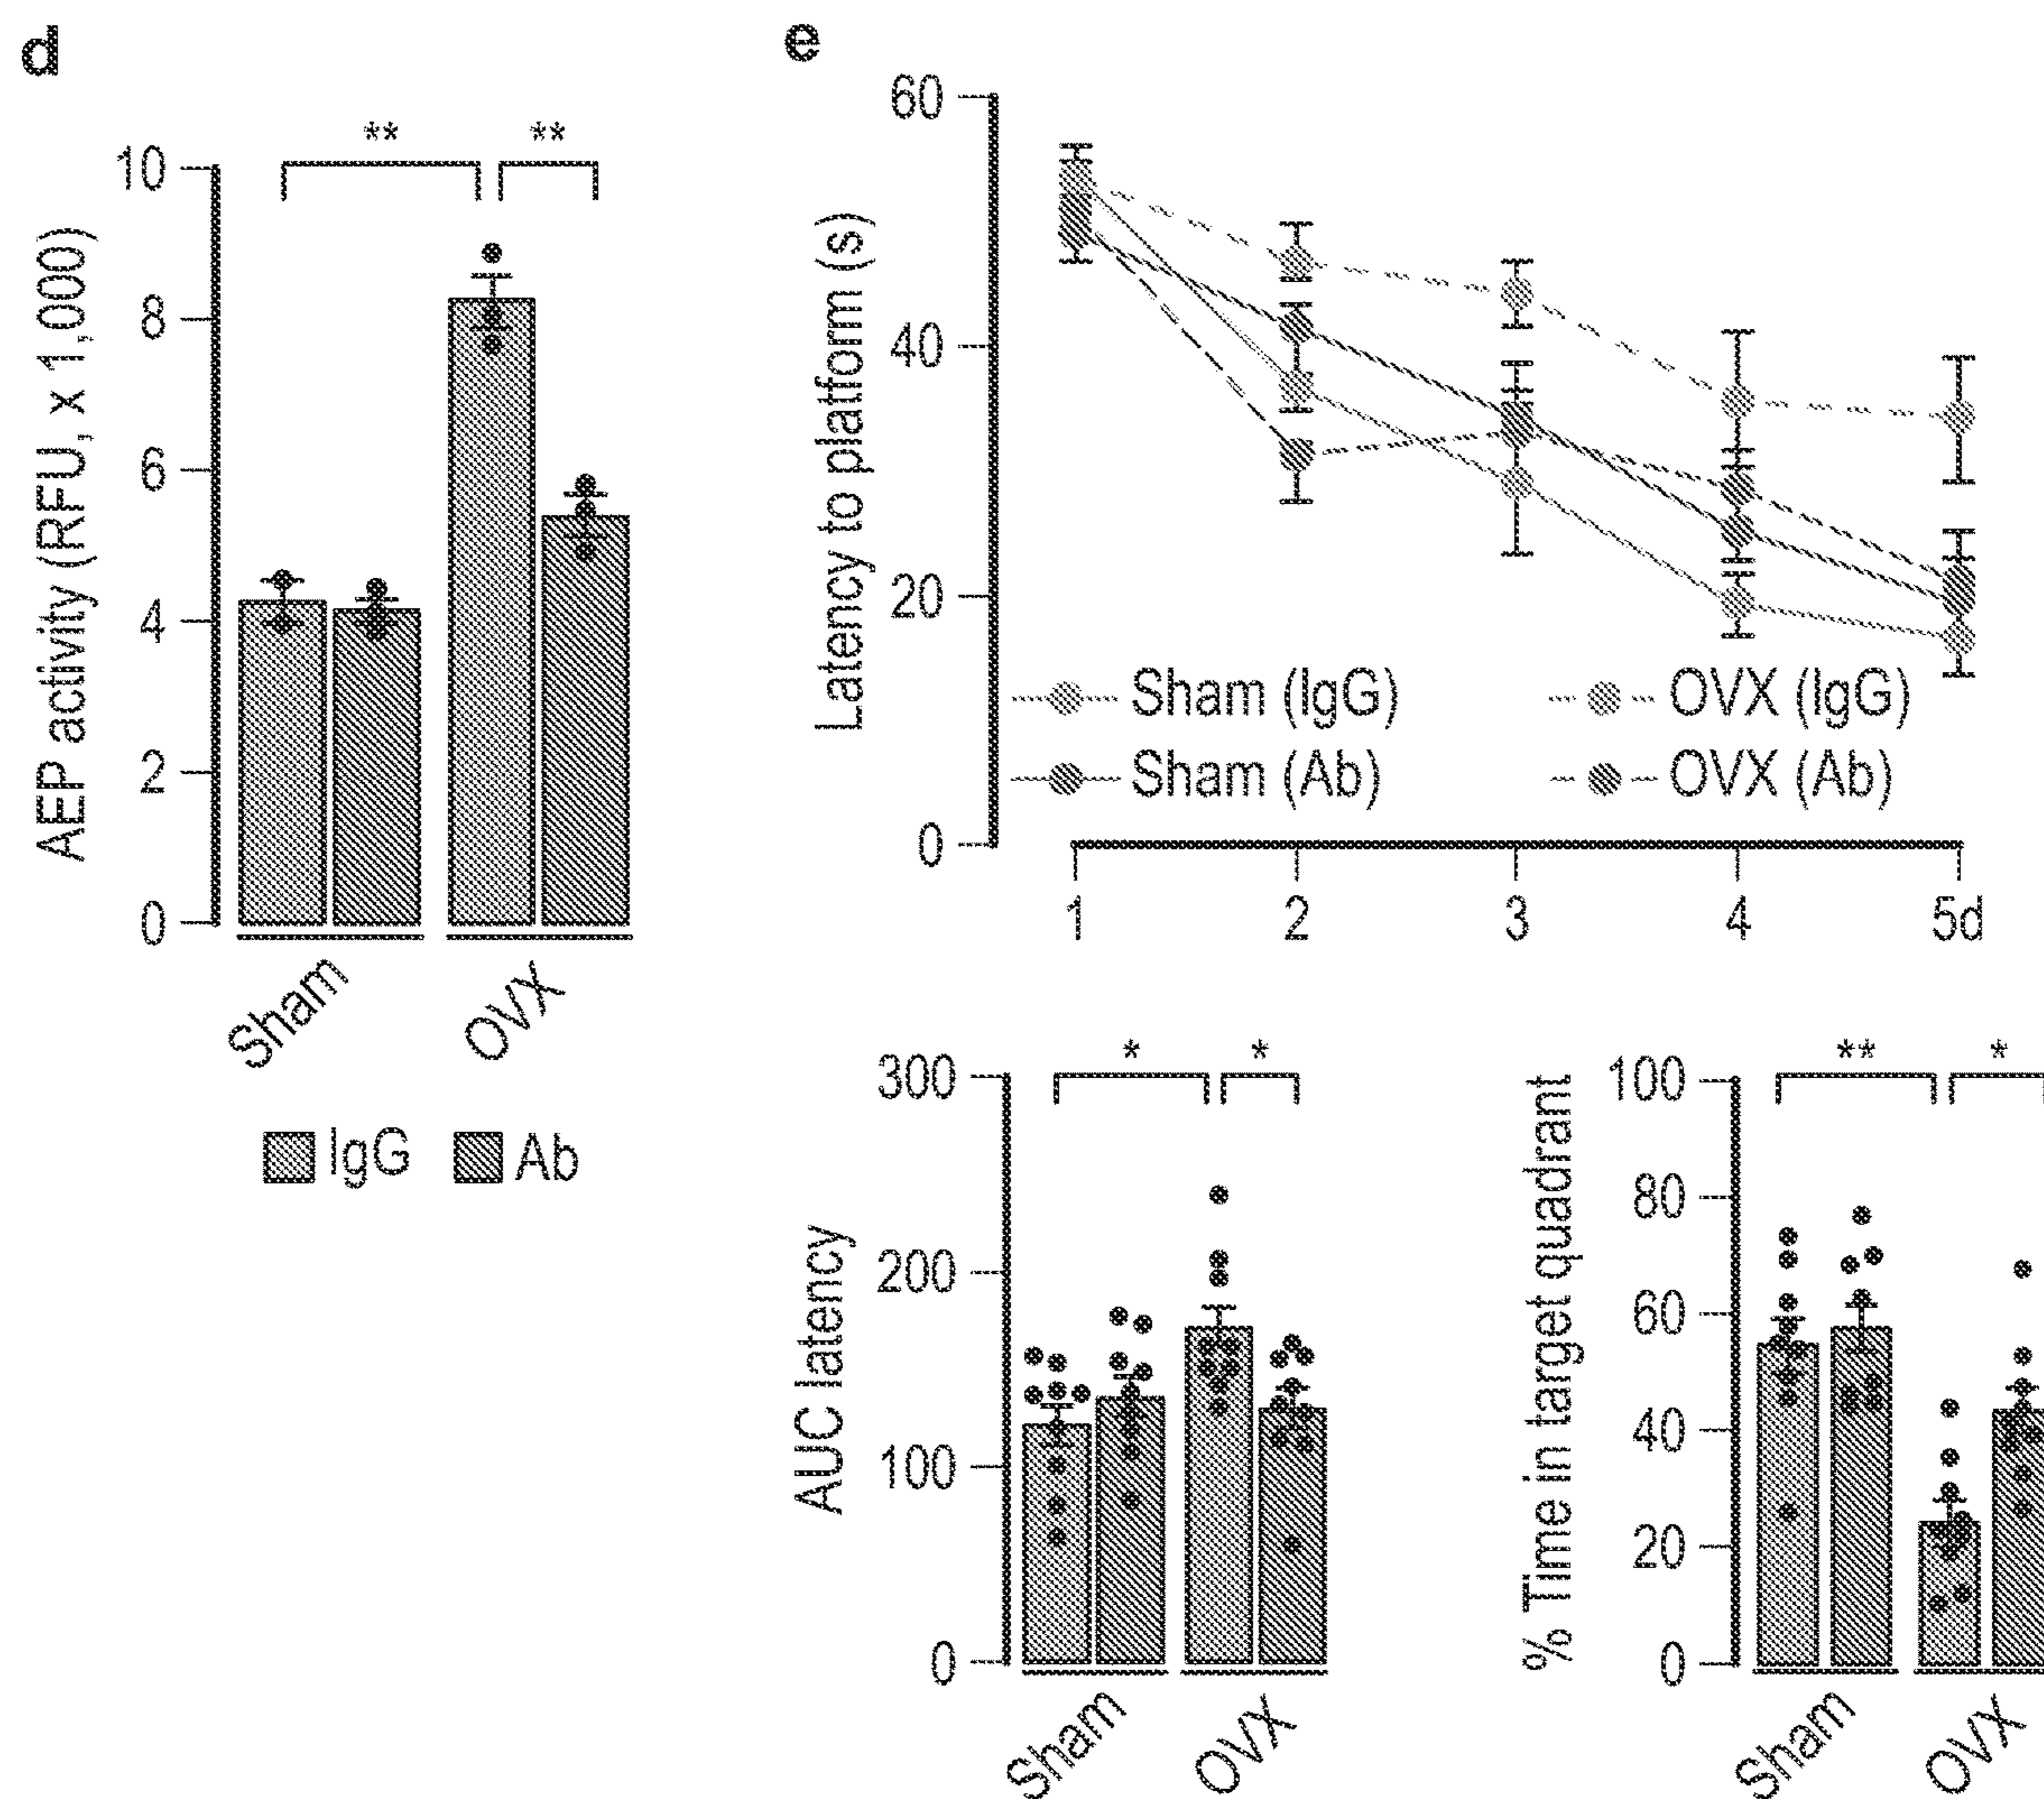 d
** **
10
8
6
4
2
0
AEP activity (RFU, x 1,000)
Sham
OVX
IgG Ab
e
60
40
20
0
Latency to platform (s)
Sham (IgG) OVX (IgG)
Sham (Ab) OVX (Ab)
1 2 3 4 5d
* *
300
200
100
0
AUC latency
Sham
OVX
** *
100
80
60
40
20
0
% Time in target quadrant
Sham
OVX